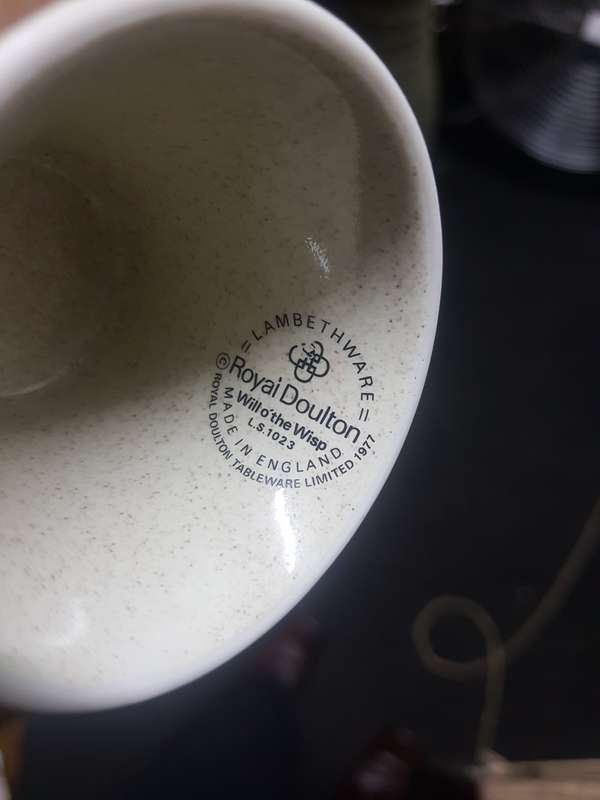 = LAMBETHWARE =
© Royal Doulton
Will o' the Wisp
L.S.1023
MADE IN ENGLAND
ROYAL DOULTON TABLEWARE LIMITED 1977